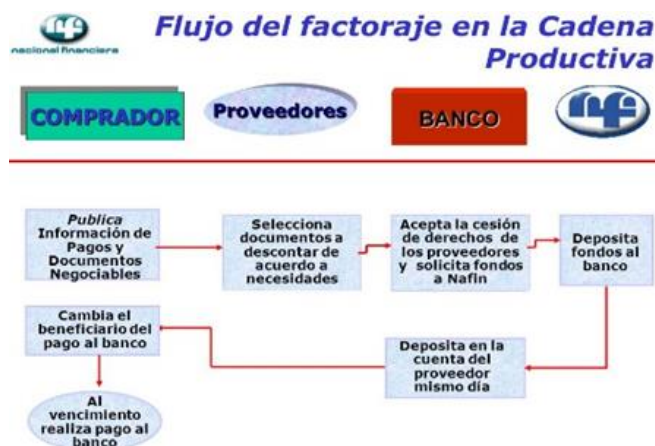 Flujo del factoraje en la Cadena
Productiva
nacional financiera
COMPRADOR
Proveedores
BANCO
nf
Publica
Información de
Pagos y
Documentos
Negociables
Selecciona
documentos a
descontar de
acuerdo a
necesidades
Acepta la cesión
de derechos de
los proveedores
y solicita fondos
a Nafin
Deposita
fondos al
banco
Cambia el
beneficiario del
pago al banco
Deposita en la
cuenta del
proveedor
mismo día
Al
vencimiento
realiza pago al
banco